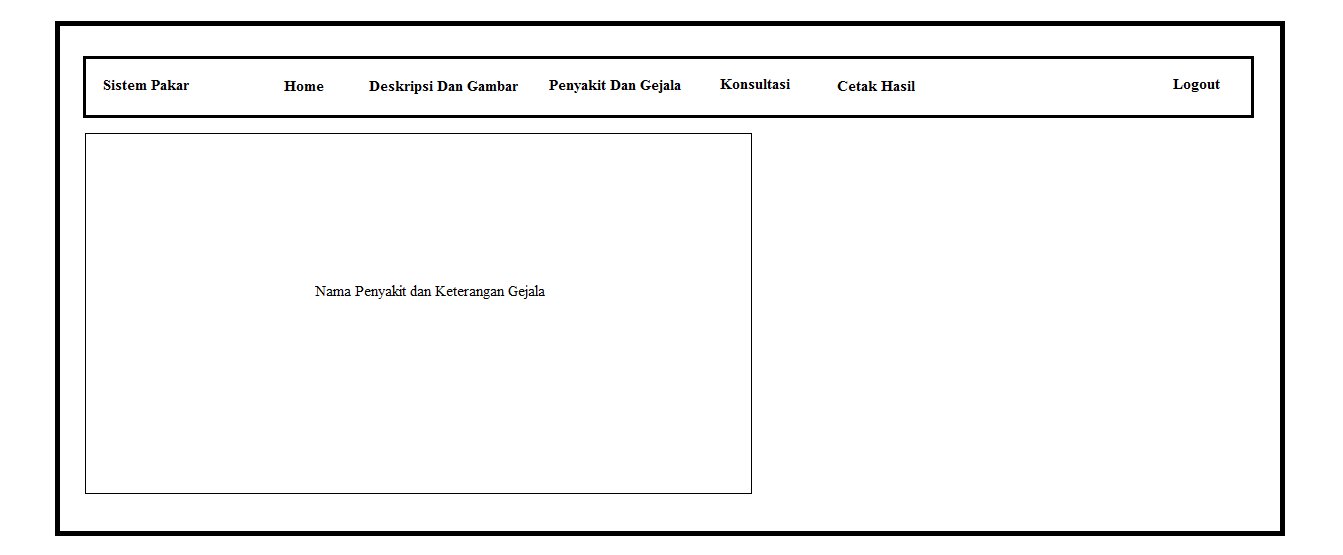 Sistem Pakar Home Deskripsi Dan Gambar Penyakit Dan Gejala Konsultasi Cetak Hasil Logout
Nama Penyakit dan Keterangan Gejala